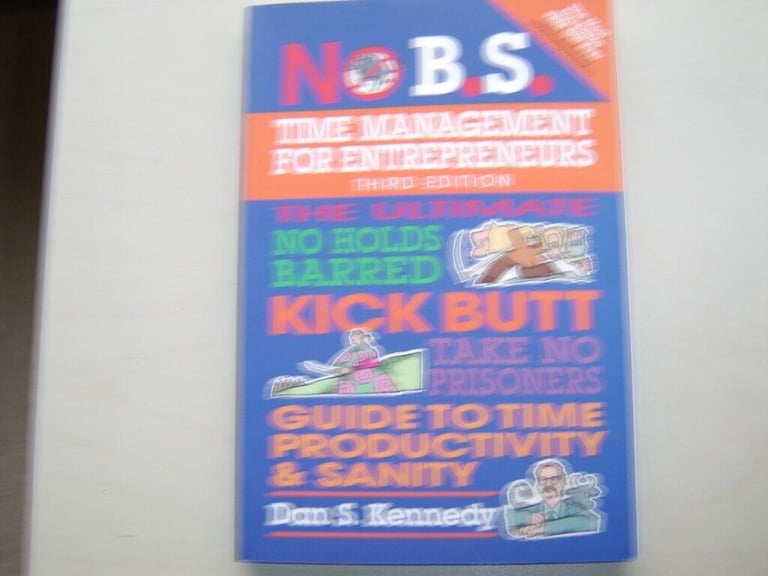 NO B.S.
TIME MANAGEMENT
FOR ENTREPRENEURS
THIRD EDITION
THE ULTIMATE
NO HOLDS
BARRED
KICK BUTT
TAKE NO
PRISONERS
GUIDE TO TIME
PRODUCTIVITY
& SANITY
Dan S. Kennedy